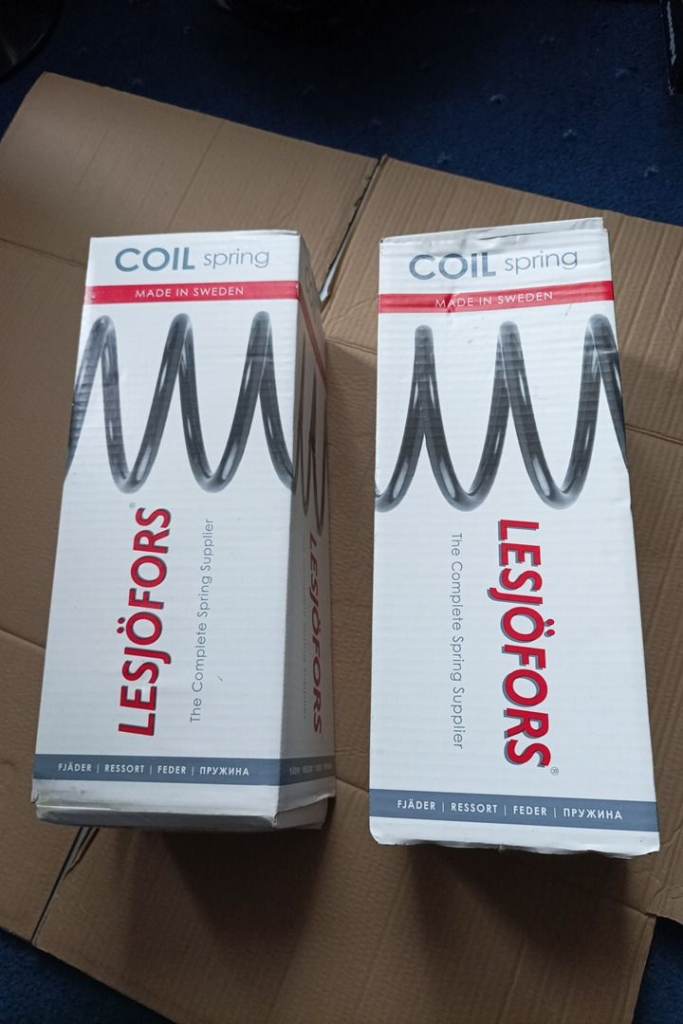 COIL spring
MADE IN SWEDEN
LESJÖFORS®
The Complete Spring Supplier
LESJÖFORS
FJÄDER | RESSORT | FEDER | ПРУЖИНА
COIL spring
MADE IN SWEDEN
The Complete Spring Supplier
LESJÖFORS®
FJÄDER | RESSORT | FEDER | ПРУЖИНА